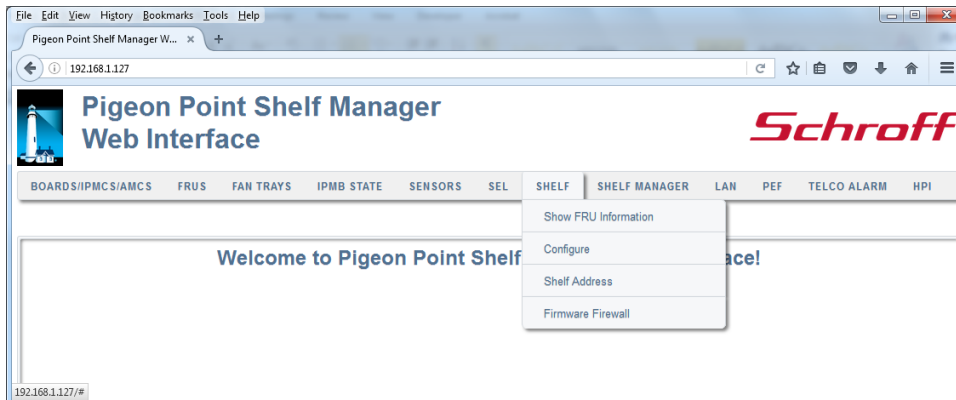 File Edit View History Bookmarks Tools Help
Pigeon Point Shelf Manager W... × +
192.168.1.127
Pigeon Point Shelf Manager
Web Interface
Schroff
BOARDS/IPMCS/AMCS FRUS FAN TRAYS IPMB STATE SENSORS SEL SHELF SHELF MANAGER LAN PEF TELCO ALARM HPI
Show FRU Information
Configure
Shelf Address
Firmware Firewall
Welcome to Pigeon Point Shelf ace!
192.168.1.127/#